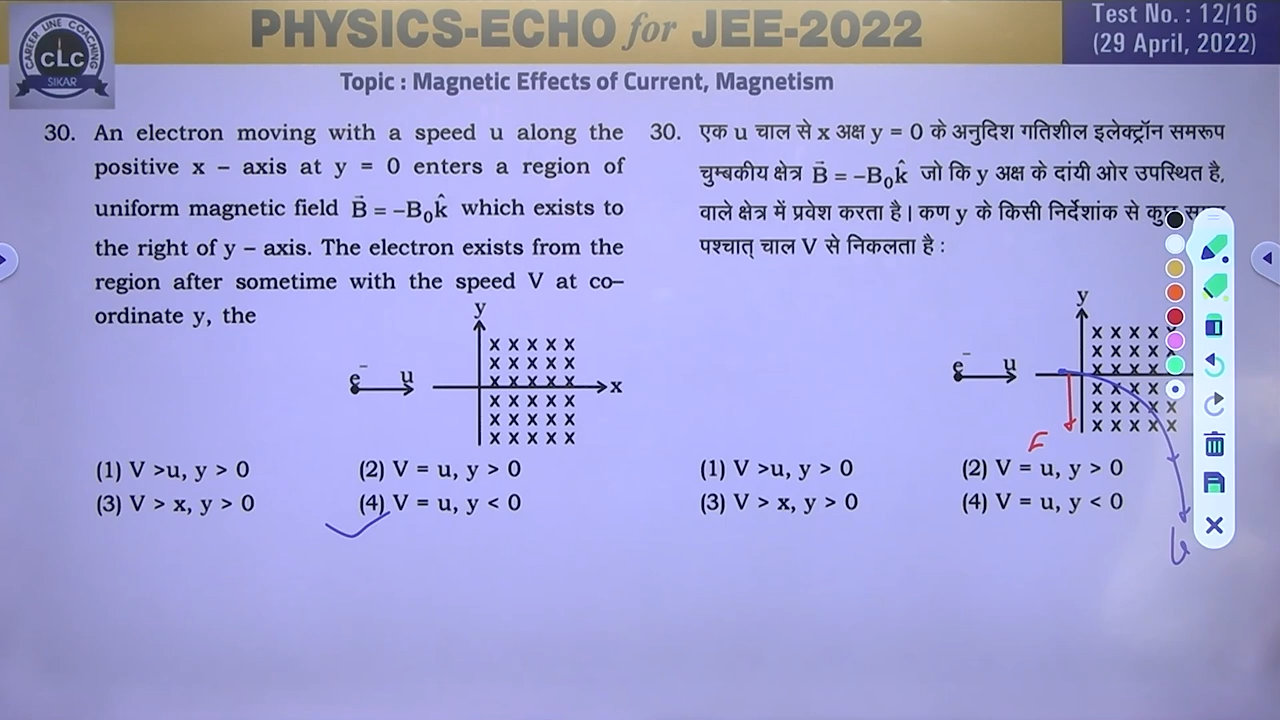 CAREER LINE COACHING
CLC
SIKAR
PHYSICS-ECHO for JEE-2022
Test No. : 12/16
(29 April, 2022)
Topic : Magnetic Effects of Current, Magnetism
30. An electron moving with a speed u along the
positive x – axis at y = 0 enters a region of
uniform magnetic field B⃗ = –B₀k̂ which exists to
the right of y – axis. The electron exists from the
region after sometime with the speed V at co–
ordinate y, the
y
x x x x x
x x x x x
x x x x x
e⁻ u
x
x x x x x
x x x x x
x x x x x
(1) V >u, y > 0 (2) V = u, y > 0
(3) V > x, y > 0 (4) V = u, y < 0
30. एक u चाल से x अक्ष y = 0 के अनुदिश गतिशील इलेक्ट्रॉन समरूप
चुम्बकीय क्षेत्र B⃗ = –B₀k̂ जो कि y अक्ष के दांयी ओर उपस्थित है,
वाले क्षेत्र में प्रवेश करता है। कण y के किसी निर्देशांक से
पश्चात् चाल V से निकलता है :
y
x x x x x
x x x x
x x x x
e⁻ u
x x x x
x x x x x
x x x x x
F
(1) V >u, y > 0 (2) V = u, y > 0
(3) V > x, y > 0 (4) V = u, y < 0